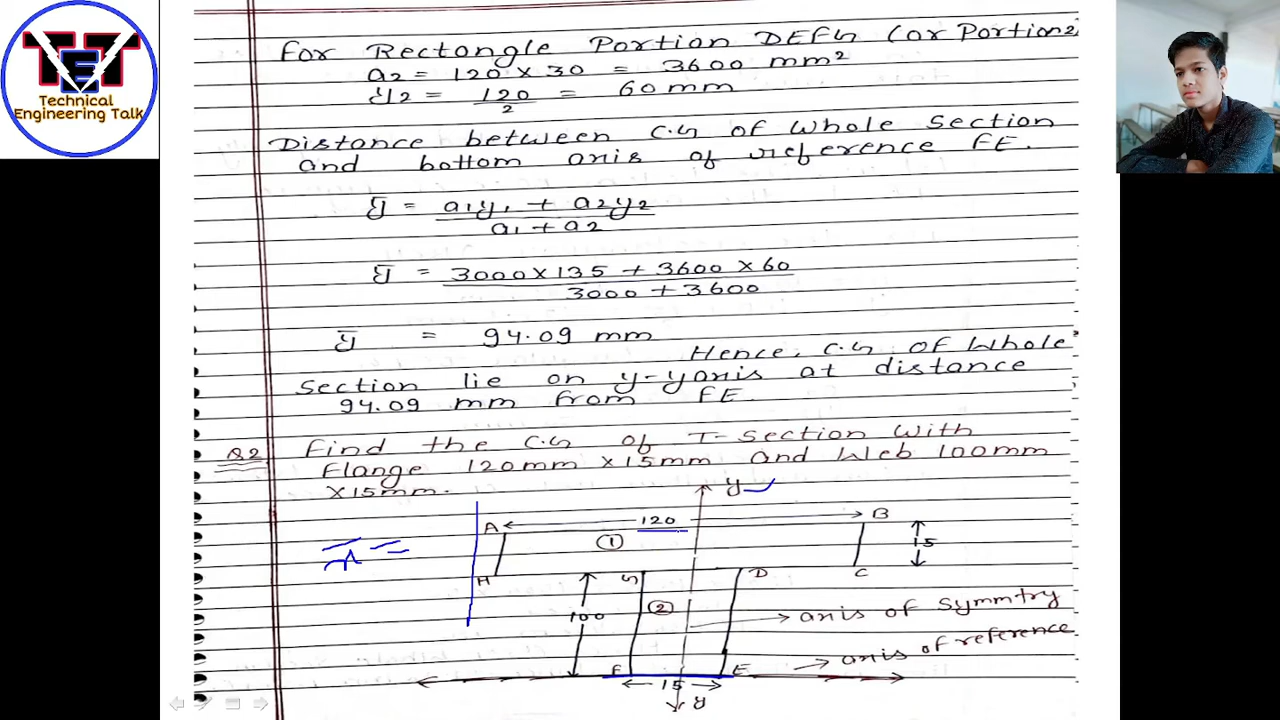 TET
Technical
Engineering Talk
For Rectangle Portion DEFG (or Portion 2
a2 = 120 x 30 = 3600 mm2
y2 = 120/2 = 60 mm
Distance between C.G of whole section
and bottom axis of reference FE.
ȳ = a1y1 + a2y2 / a1 + a2
ȳ = 3000 x 135 + 3600 x 60 / 3000 + 3600
ȳ = 94.09 mm
Hence, C.G OF Whole
Section lie on y-y axis at distance
94.09 mm from FE.
Q2 Find the C.G of T-Section With
Flange 120mm x 15mm and Web 100mm
x 15mm.
y
A 120 B
1 15
H G D C
100 2
axis of Symmtry
axis of reference
F E
15
y